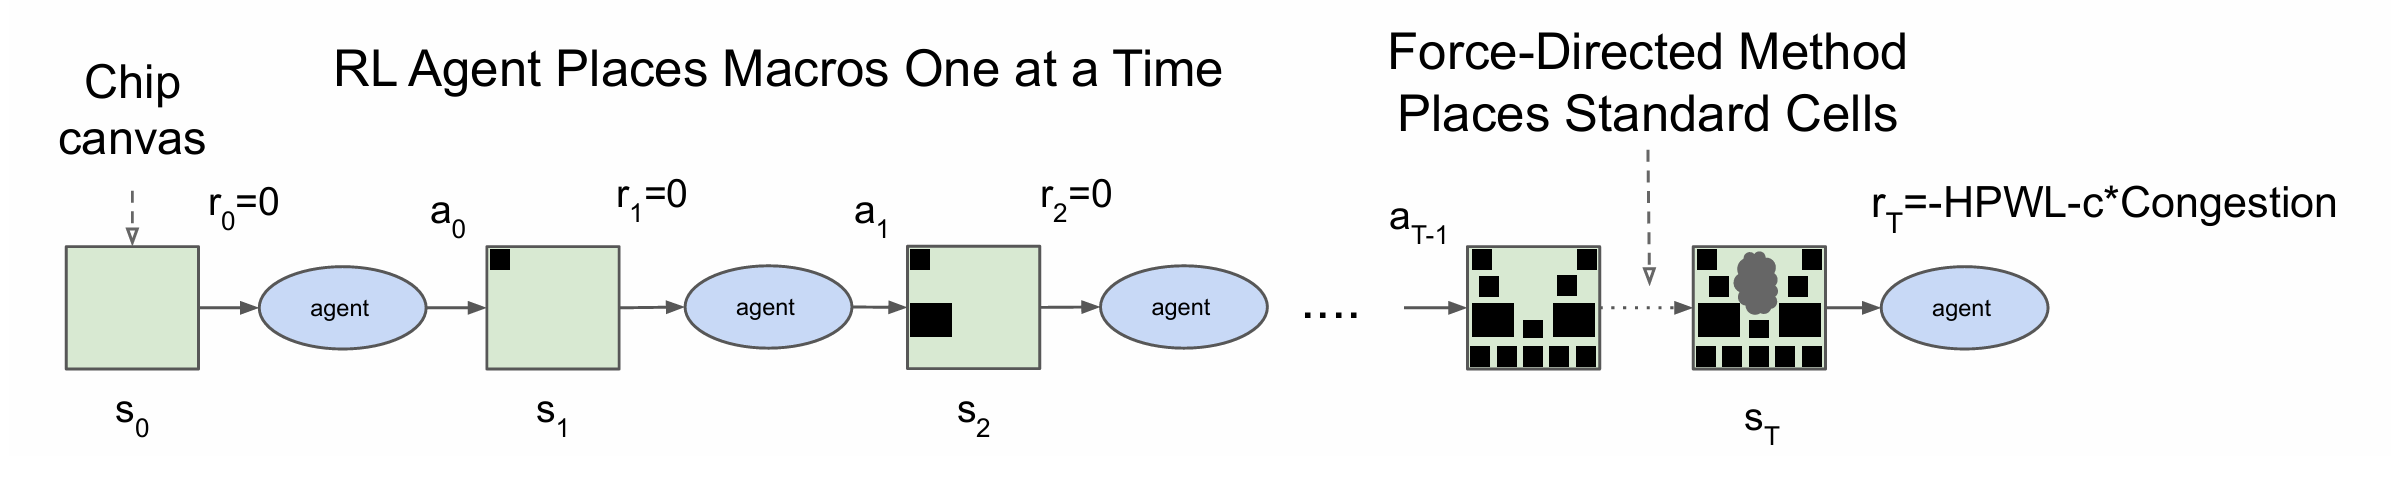 Chip
canvas
RL Agent Places Macros One at a Time
Force-Directed Method
Places Standard Cells
r0=0
a0
r1=0
a1
r2=0
aT-1
rT=-HPWL-c*Congestion
agent
agent
agent
....
agent
s0
s1
s2
sT